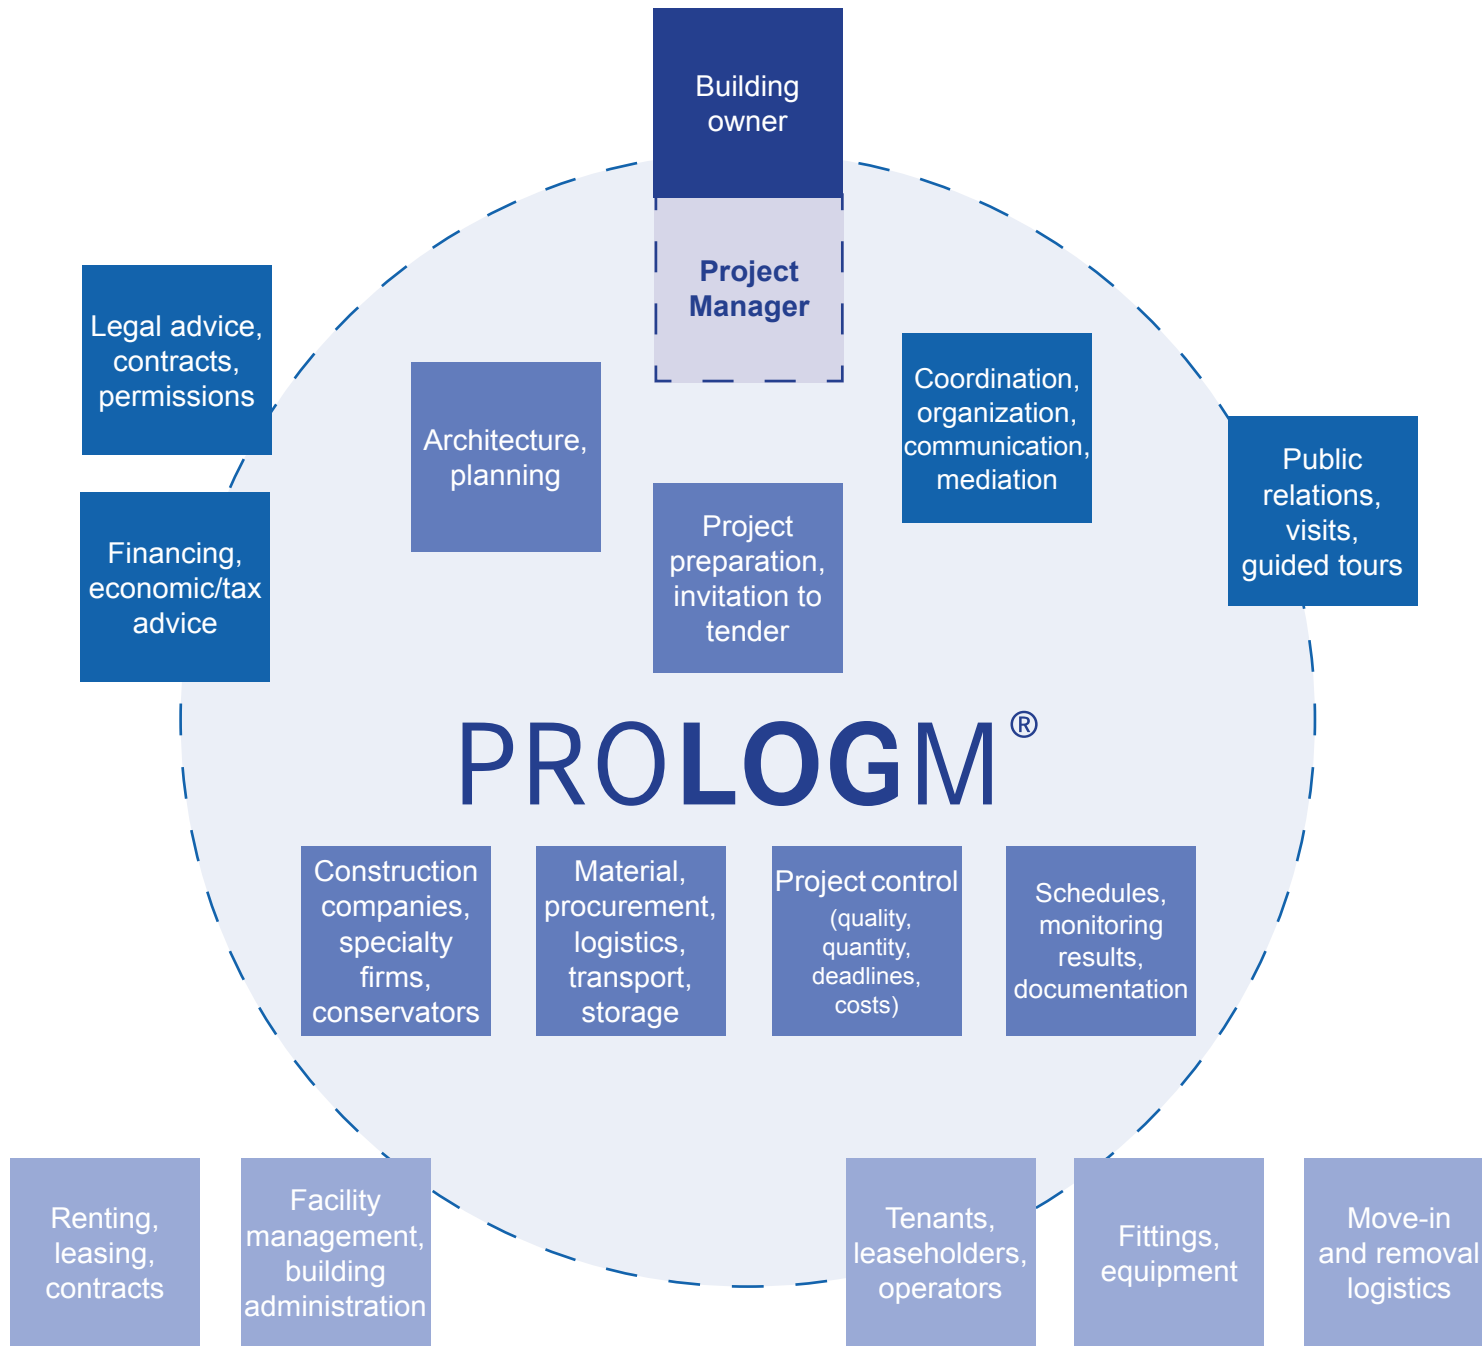 Building
owner
Project
Manager
Legal advice,
contracts,
permissions
Architecture,
planning
Coordination,
organization,
communication,
mediation
Public
relations,
visits,
guided tours
Financing,
economic/tax
advice
Project
preparation,
invitation to
tender
PROLOGM®
Construction
companies,
specialty
firms,
conservators
Material,
procurement,
logistics,
transport,
storage
Project control
(quality,
quantity,
deadlines,
costs)
Schedules,
monitoring
results,
documentation
Renting,
leasing,
contracts
Facility
management,
building
administration
Tenants,
leaseholders,
operators
Fittings,
equipment
Move-in
and removal
logistics